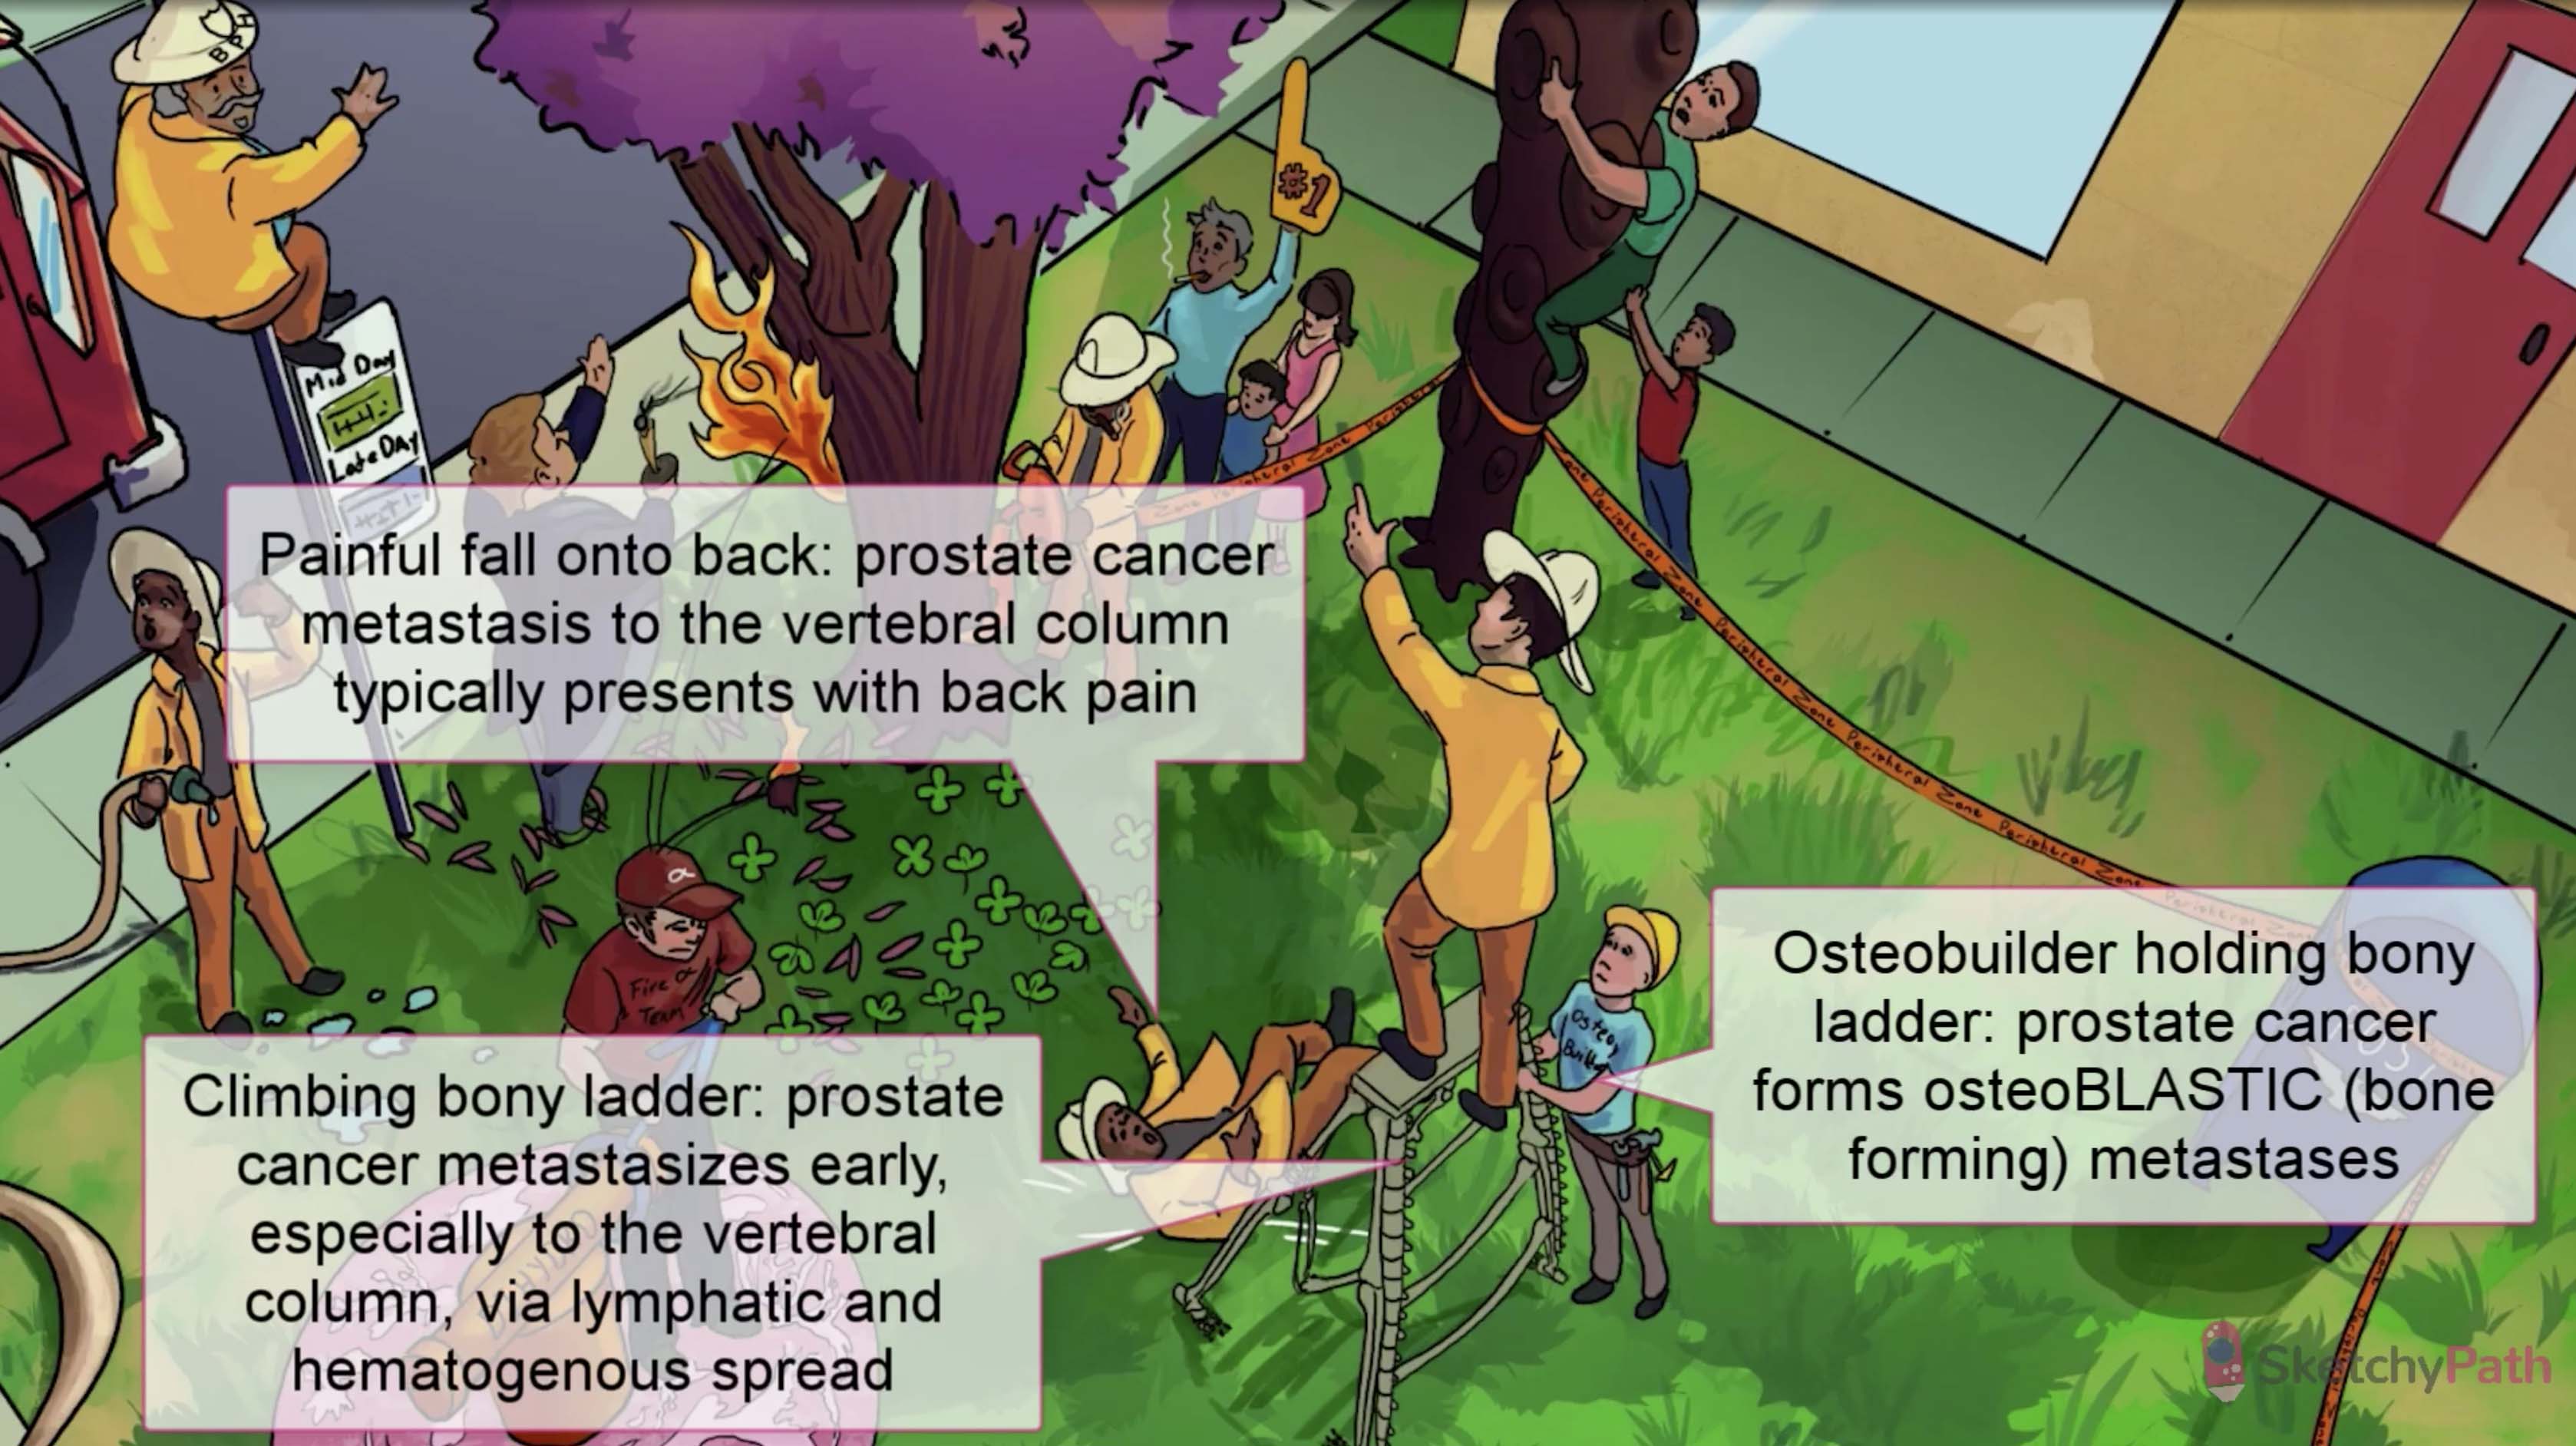 BPH
#1
Mid Day
Late DAy
Zone Peripheral
Zone Peripheral Zone Peripheral Zone Peripheral Zone Peripheral Zone Peripheral Zone
Painful fall onto back: prostate cancer
metastasis to the vertebral column
typically presents with back pain
α
Fire α
Team
Osteo
Builder
Osteobuilder holding bony
ladder: prostate cancer
forms osteoBLASTIC (bone
forming) metastases
Climbing bony ladder: prostate
cancer metastasizes early,
especially to the vertebral
column, via lymphatic and
hematogenous spread
SketchyPath